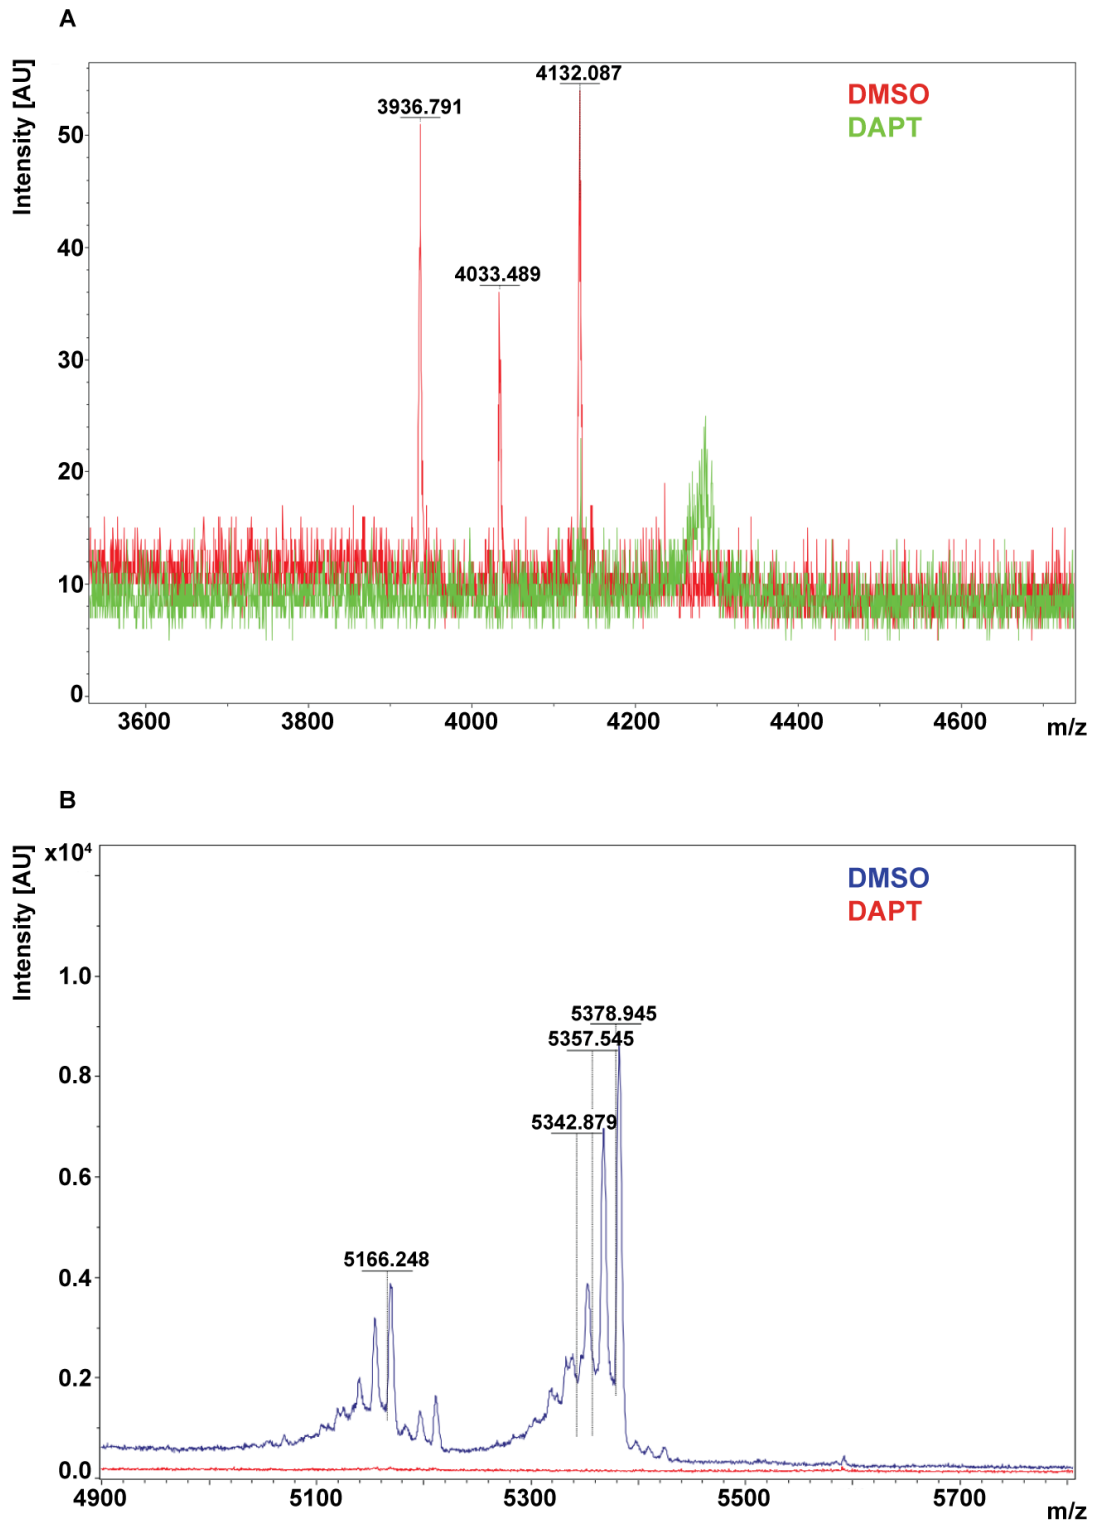 A
Intensity [AU]
4132.087
3936.791
4033.489
DMSO
DAPT
50
40
30
20
10
0
3600 3800 4000 4200 4400 4600 m/z
B
x10⁴
Intensity [AU]
DMSO
DAPT
5378.945
5357.545
5342.879
5166.248
1.0
0.8
0.6
0.4
0.2
0.0
4900 5100 5300 5500 5700 m/z